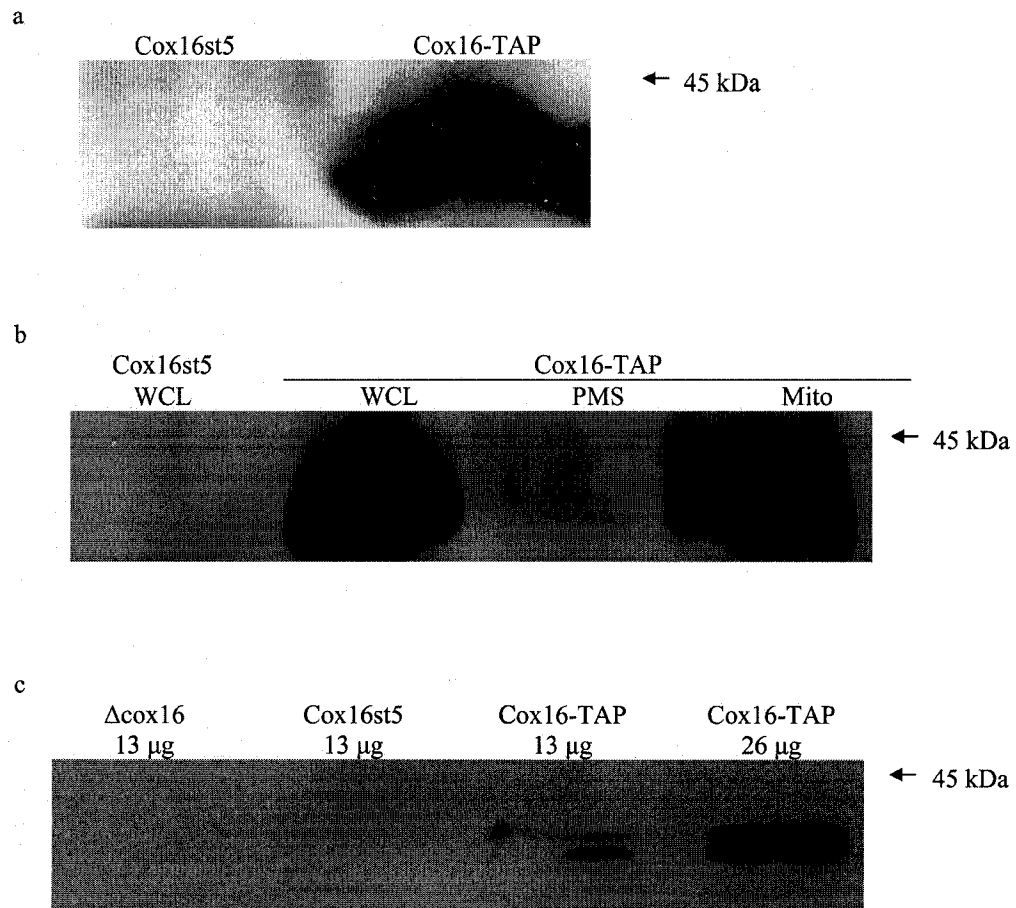 a
Cox16st5 Cox16-TAP
← 45 kDa
b
Cox16st5 Cox16-TAP
WCL WCL PMS Mito
← 45 kDa
c
Δcox16 Cox16st5 Cox16-TAP Cox16-TAP
13 μg 13 μg 13 μg 26 μg
← 45 kDa